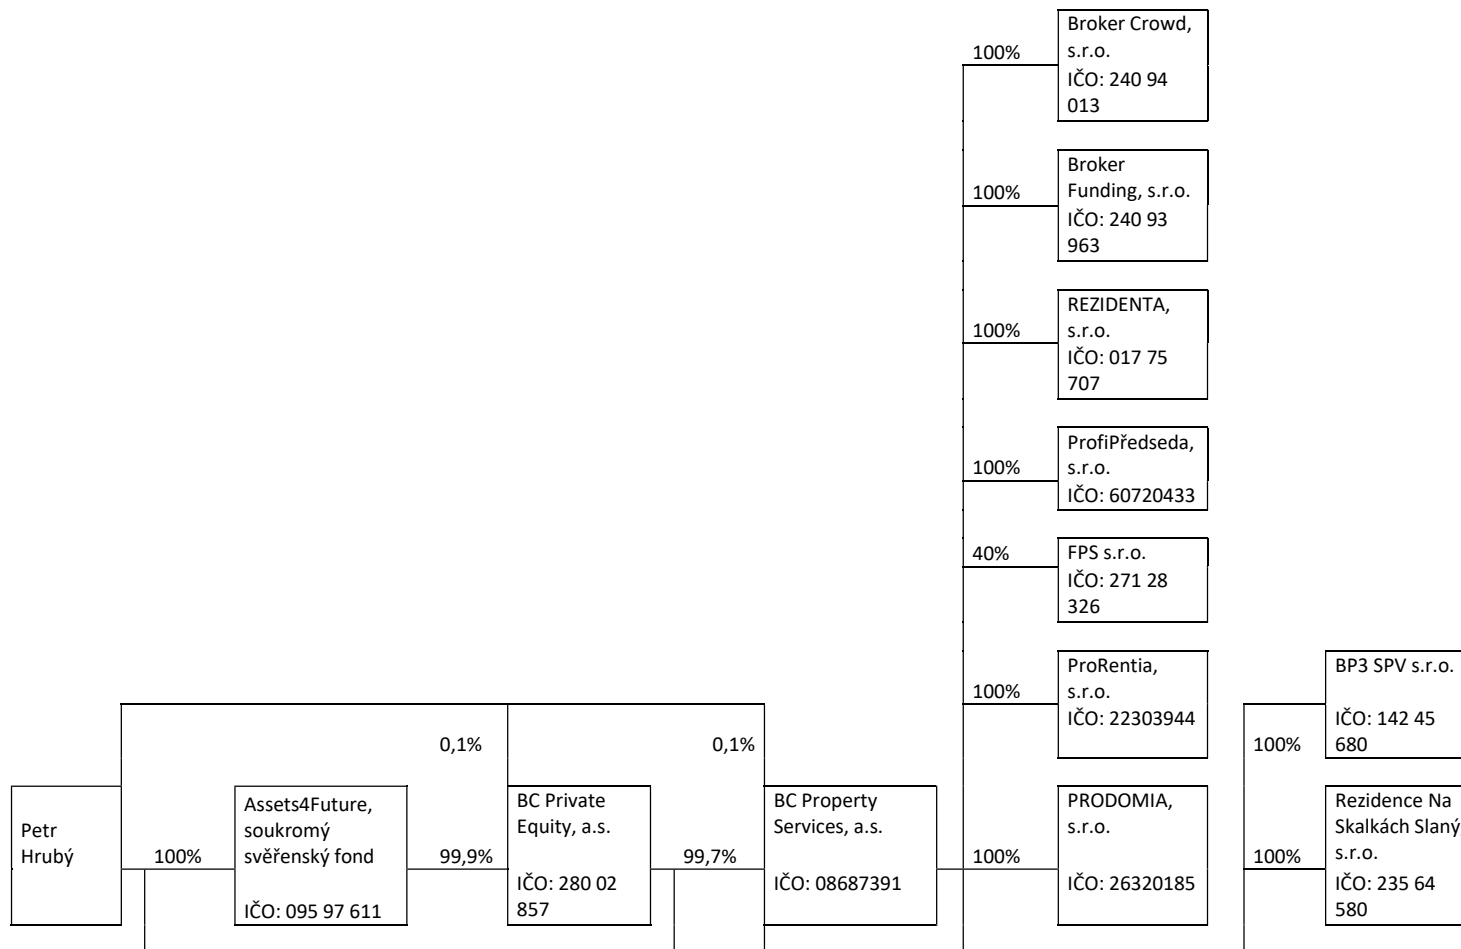 Broker Crowd,
100%
s.r.o.
IČO: 240 94
013
Broker
100%
Funding, s.r.o.
IČO: 240 93
963
REZIDENTA,
100%
s.r.o.
IČO: 017 75
707
ProfiPředseda,
100%
s.r.o.
IČO: 60720433
40%
FPS s.r.o.
IČO: 271 28
326
ProRentia,
100%
s.r.o.
IČO: 22303944
BP3 SPV s.r.o.
100%
IČO: 142 45
680
0,1%
0,1%
Petr
Hrubý
100%
Assets4Future,
soukromý
svěřenský fond
IČO: 095 97 611
99,9%
BC Private
Equity, a.s.
IČO: 280 02
857
99,7%
BC Property
Services, a.s.
IČO: 08687391
100%
PRODOMIA,
s.r.o.
IČO: 26320185
100%
Rezidence Na
Skalkách Slaný,
s.r.o.
IČO: 235 64
580